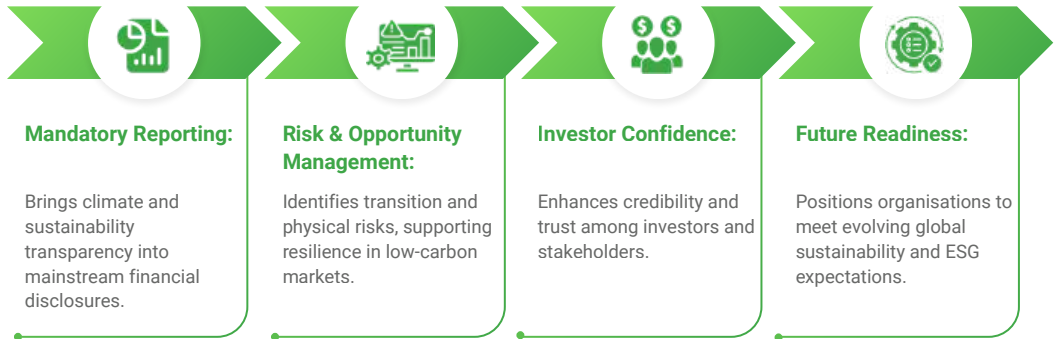 Mandatory Reporting:
Brings climate and
sustainability
transparency into
mainstream financial
disclosures.
Risk & Opportunity
Management:
Identifies transition and
physical risks, supporting
resilience in low-carbon
markets.
Investor Confidence:
Enhances credibility and
trust among investors and
stakeholders.
Future Readiness:
Positions organisations to
meet evolving global
sustainability and ESG
expectations.